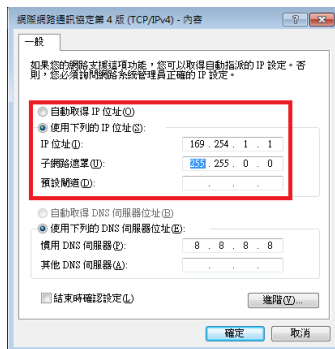 網際網路通訊協定第 4 版 (TCP/IPv4) - 內容
一般
如果您的網路支援這項功能，您可以取得自動指派的 IP 設定。否
則，您必須詢問網路系統管理員正確的 IP 設定。
自動取得 IP 位址(O)
使用下列的 IP 位址(S):
IP 位址(I): 169 . 254 . 1 . 1
子網路遮罩(U): 255 . 255 . 0 . 0
預設閘道(D): . . .
自動取得 DNS 伺服器位址(B)
使用下列的 DNS 伺服器位址(E):
慣用 DNS 伺服器(P): 8 . 8 . 8 . 8
其他 DNS 伺服器(A): . . .
結束時確認設定(L)
進階(V)...
確定
取消